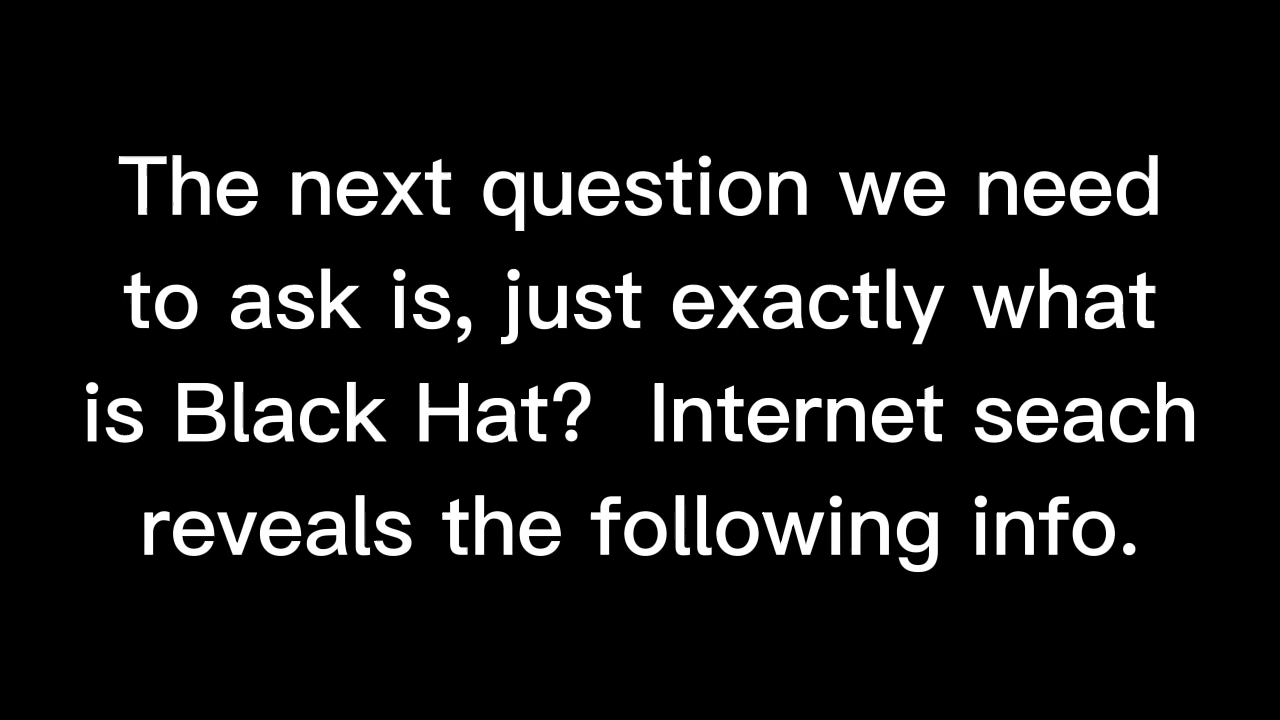 The next question we need
to ask is, just exactly what
is Black Hat?  Internet seach
reveals the following info.